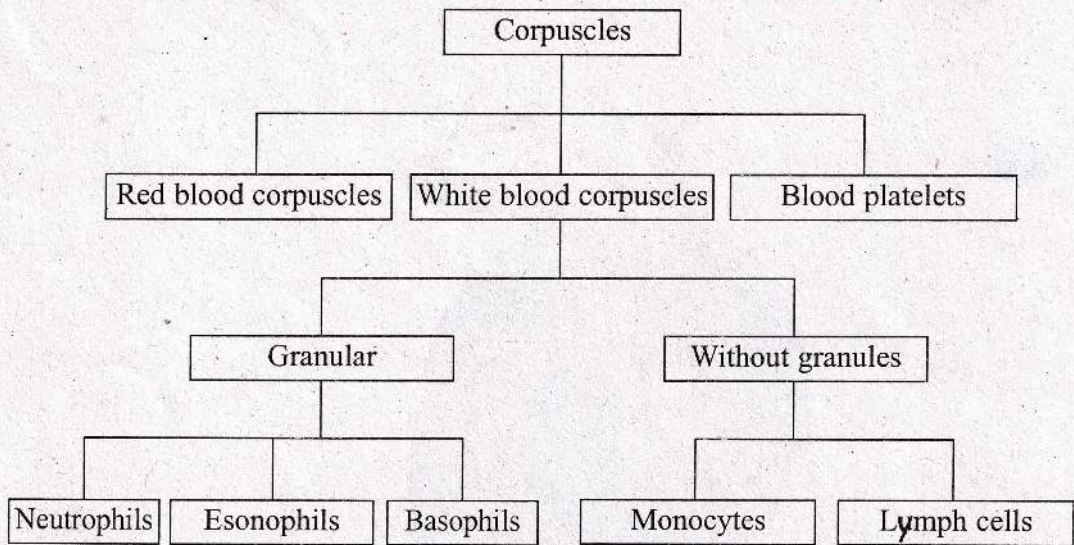 Corpuscles
Red blood corpuscles
White blood corpuscles
Blood platelets
Granular
Without granules
Neutrophils
Esonophils
Basophils
Monocytes
Lymph cells